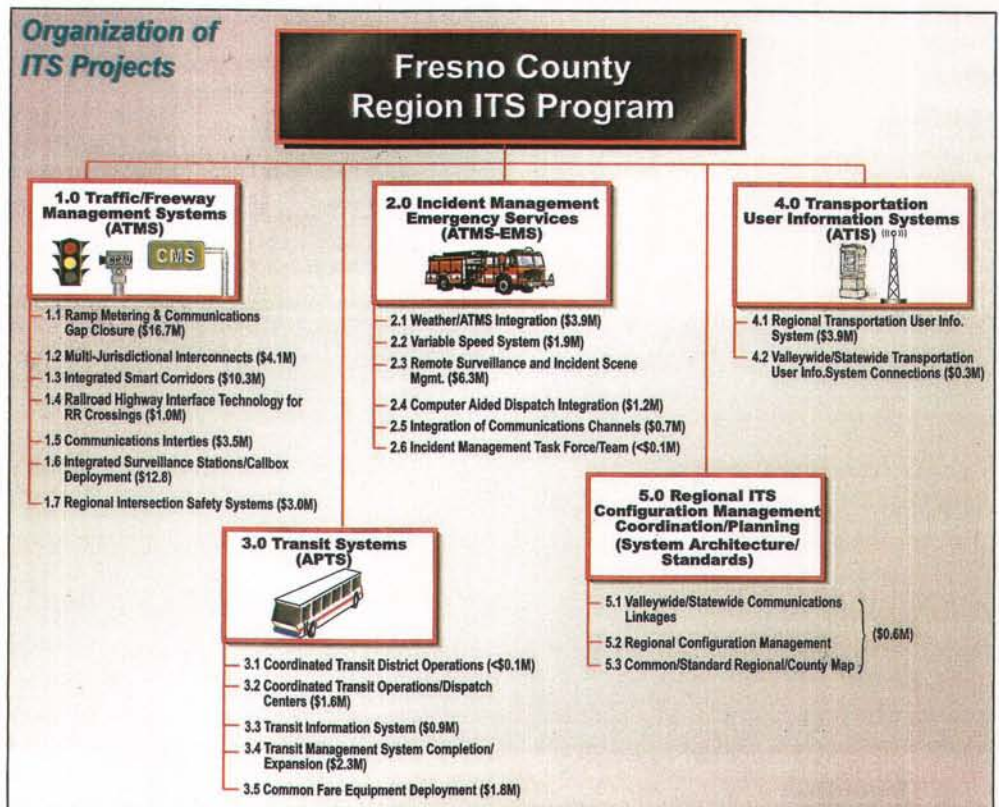 Organization of
ITS Projects
Fresno County
Region ITS Program
1.0 Traffic/Freeway
Management Systems
(ATMS)
CMS
1.1 Ramp Metering & Communications
Gap Closure ($16.7M)
1.2 Multi-Jurisdictional Interconnects ($4.1M)
1.3 Integrated Smart Corridors ($10.3M)
1.4 Railroad Highway Interface Technology for
RR Crossings ($1.0M)
1.5 Communications Interties ($3.5M)
1.6 Integrated Surveillance Stations/Callbox
Deployment ($12.8)
1.7 Regional Intersection Safety Systems ($3.0M)
2.0 Incident Management
Emergency Services
(ATMS-EMS)
2.1 Weather/ATMS Integration ($3.9M)
2.2 Variable Speed System ($1.9M)
2.3 Remote Surveillance and Incident Scene
Mgmt. ($6.3M)
2.4 Computer Aided Dispatch Integration ($1.2M)
2.5 Integration of Communications Channels ($0.7M)
2.6 Incident Management Task Force/Team (<$0.1M)
4.0 Transportation
User Information Systems
(ATIS)
4.1 Regional Transportation User Info.
System ($3.9M)
4.2 Valleywide/Statewide Transportation
User Info.System Connections ($0.3M)
3.0 Transit Systems
(APTS)
3.1 Coordinated Transit District Operations (<$0.1M)
3.2 Coordinated Transit Operations/Dispatch
Centers ($1.6M)
3.3 Transit Information System ($0.9M)
3.4 Transit Management System Completion/
Expansion ($2.3M)
3.5 Common Fare Equipment Deployment ($1.8M)
5.0 Regional ITS
Configuration Management
Coordination/Planning
(System Architecture/
Standards)
5.1 Valleywide/Statewide Communications
Linkages
5.2 Regional Configuration Management
5.3 Common/Standard Regional/County Map
($0.6M)